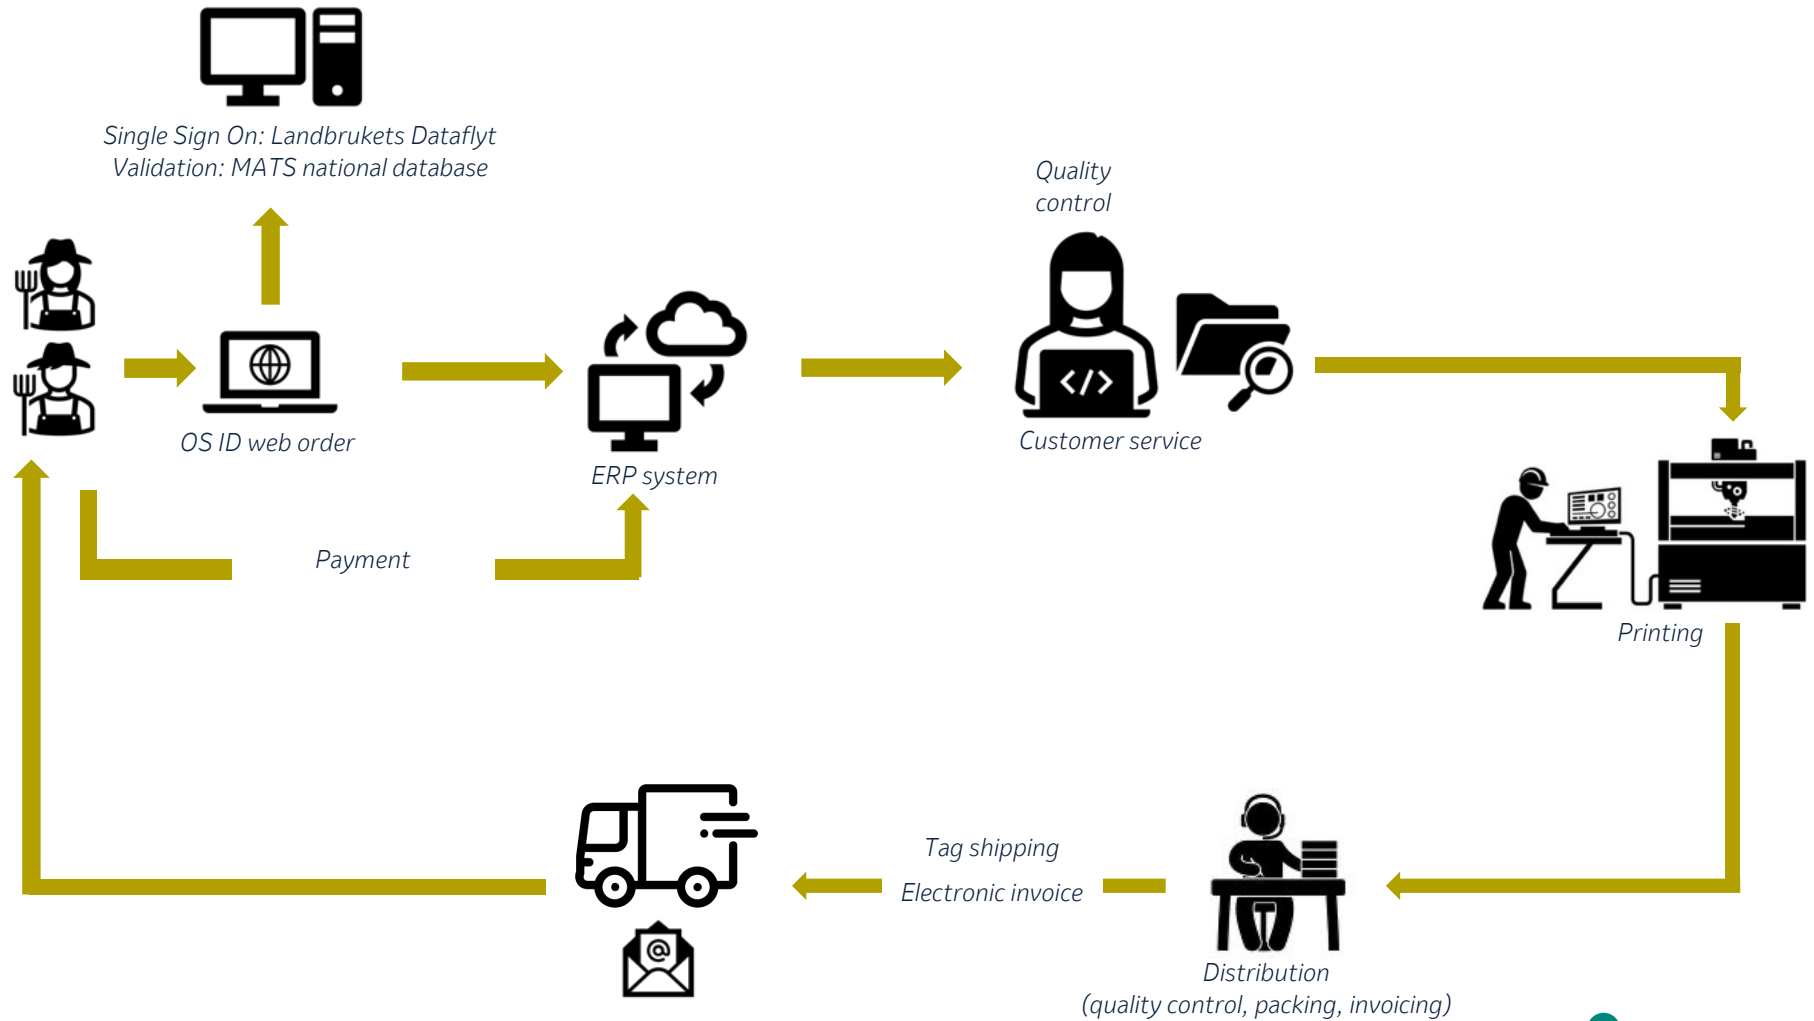 Single Sign On: Landbrukets Dataflyt
Validation: MATS national database
Quality
control
OS ID web order
ERP system
Customer service
</>
Payment
Printing
Tag shipping
Electronic invoice
@
Distribution
(quality control, packing, invoicing)